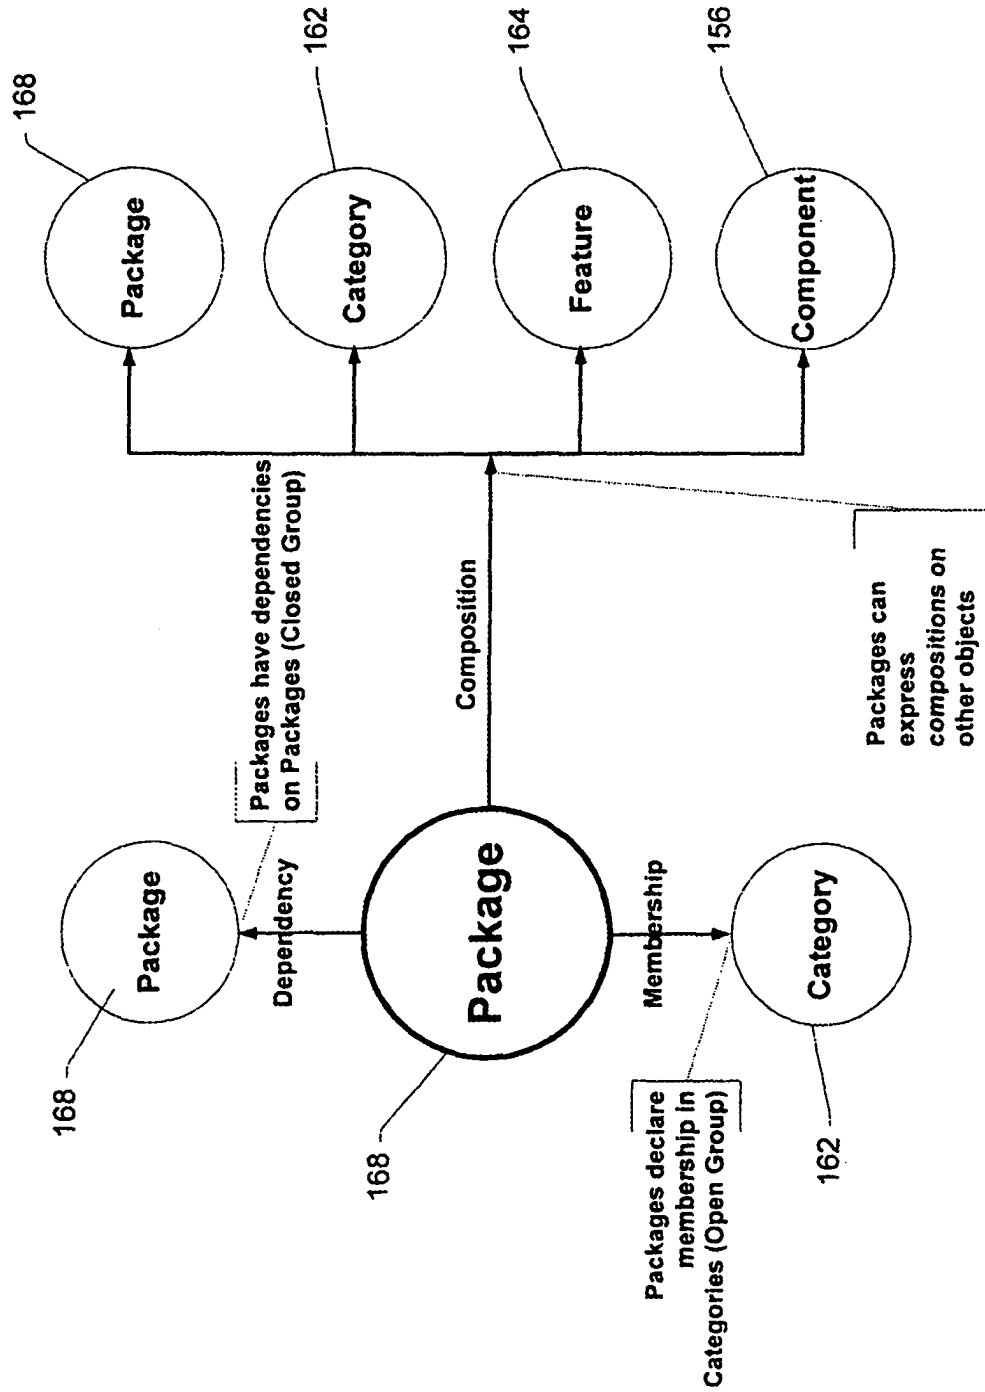 168
Package
168
Dependency
Packages have dependencies
on Packages (Closed Group)
Package
168
Membership
Packages declare
membership in
Categories (Open Group)
Category
162
Composition
Packages can
express
compositions on
other objects
Package
168
Category
162
Feature
164
Component
156